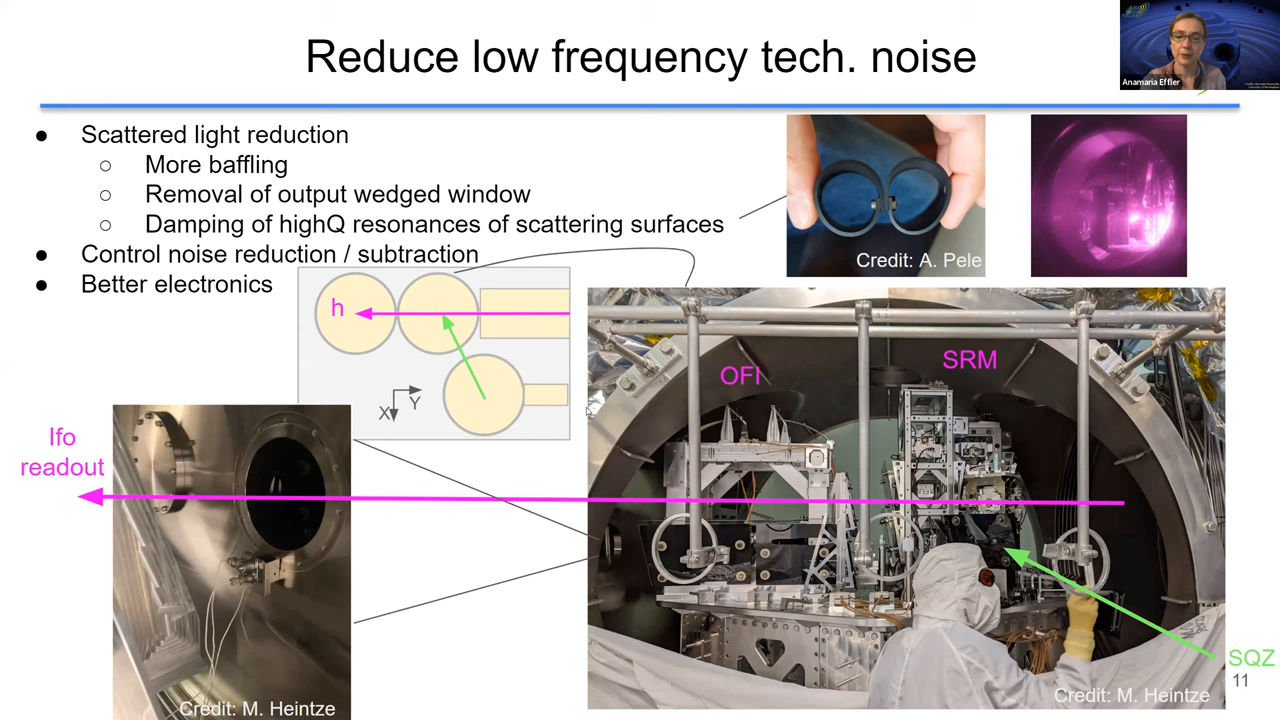 Reduce low frequency tech. noise
Anamaria Effler
● Scattered light reduction
○ More baffling
○ Removal of output wedged window
○ Damping of highQ resonances of scattering surfaces
● Control noise reduction / subtraction
● Better electronics
Credit: A. Pele
h
X
Y
OFI
SRM
Ifo
readout
SQZ
11
Credit: M. Heintze
Credit: M. Heintze